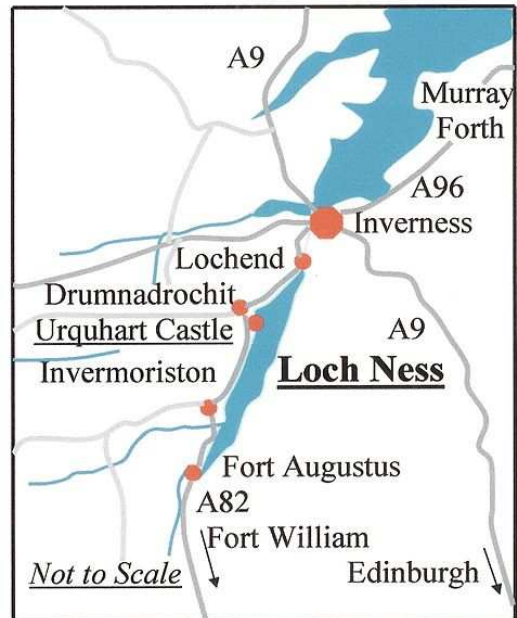 A9
Murray
Forth
A96
Inverness
Lochend
Drumnadrochit
Urquhart Castle
A9
Invermoriston
Loch Ness
Fort Augustus
A82
Fort William
Not to Scale
Edinburgh